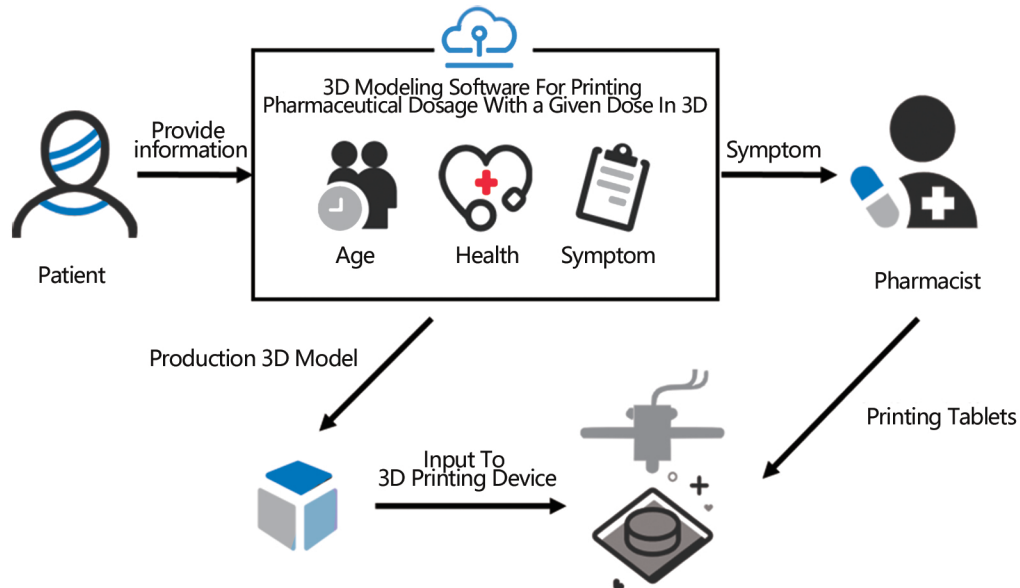 3D Modeling Software For Printing
Pharmaceutical Dosage With a Given Dose In 3D
Provide
information
Symptom
Age
Health
Symptom
Patient
Pharmacist
Production 3D Model
Printing Tablets
Input To
3D Printing Device